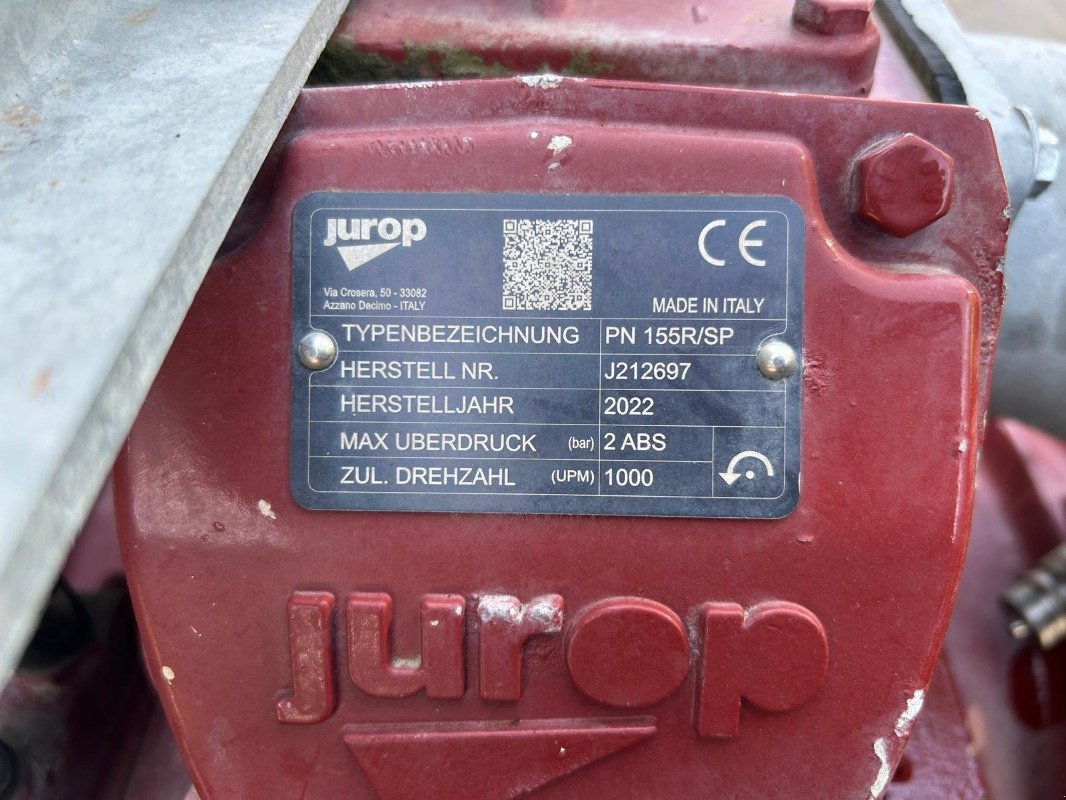 jurop
Via Crosera, 50 - 33082
Azzano Decimo - ITALY
CE
MADE IN ITALY
TYPENBEZEICHNUNG PN 155R/SP
HERSTELL NR. J212697
HERSTELLJAHR 2022
MAX UBERDRUCK (bar) 2 ABS
ZUL. DREHZAHL (UPM) 1000
jurop